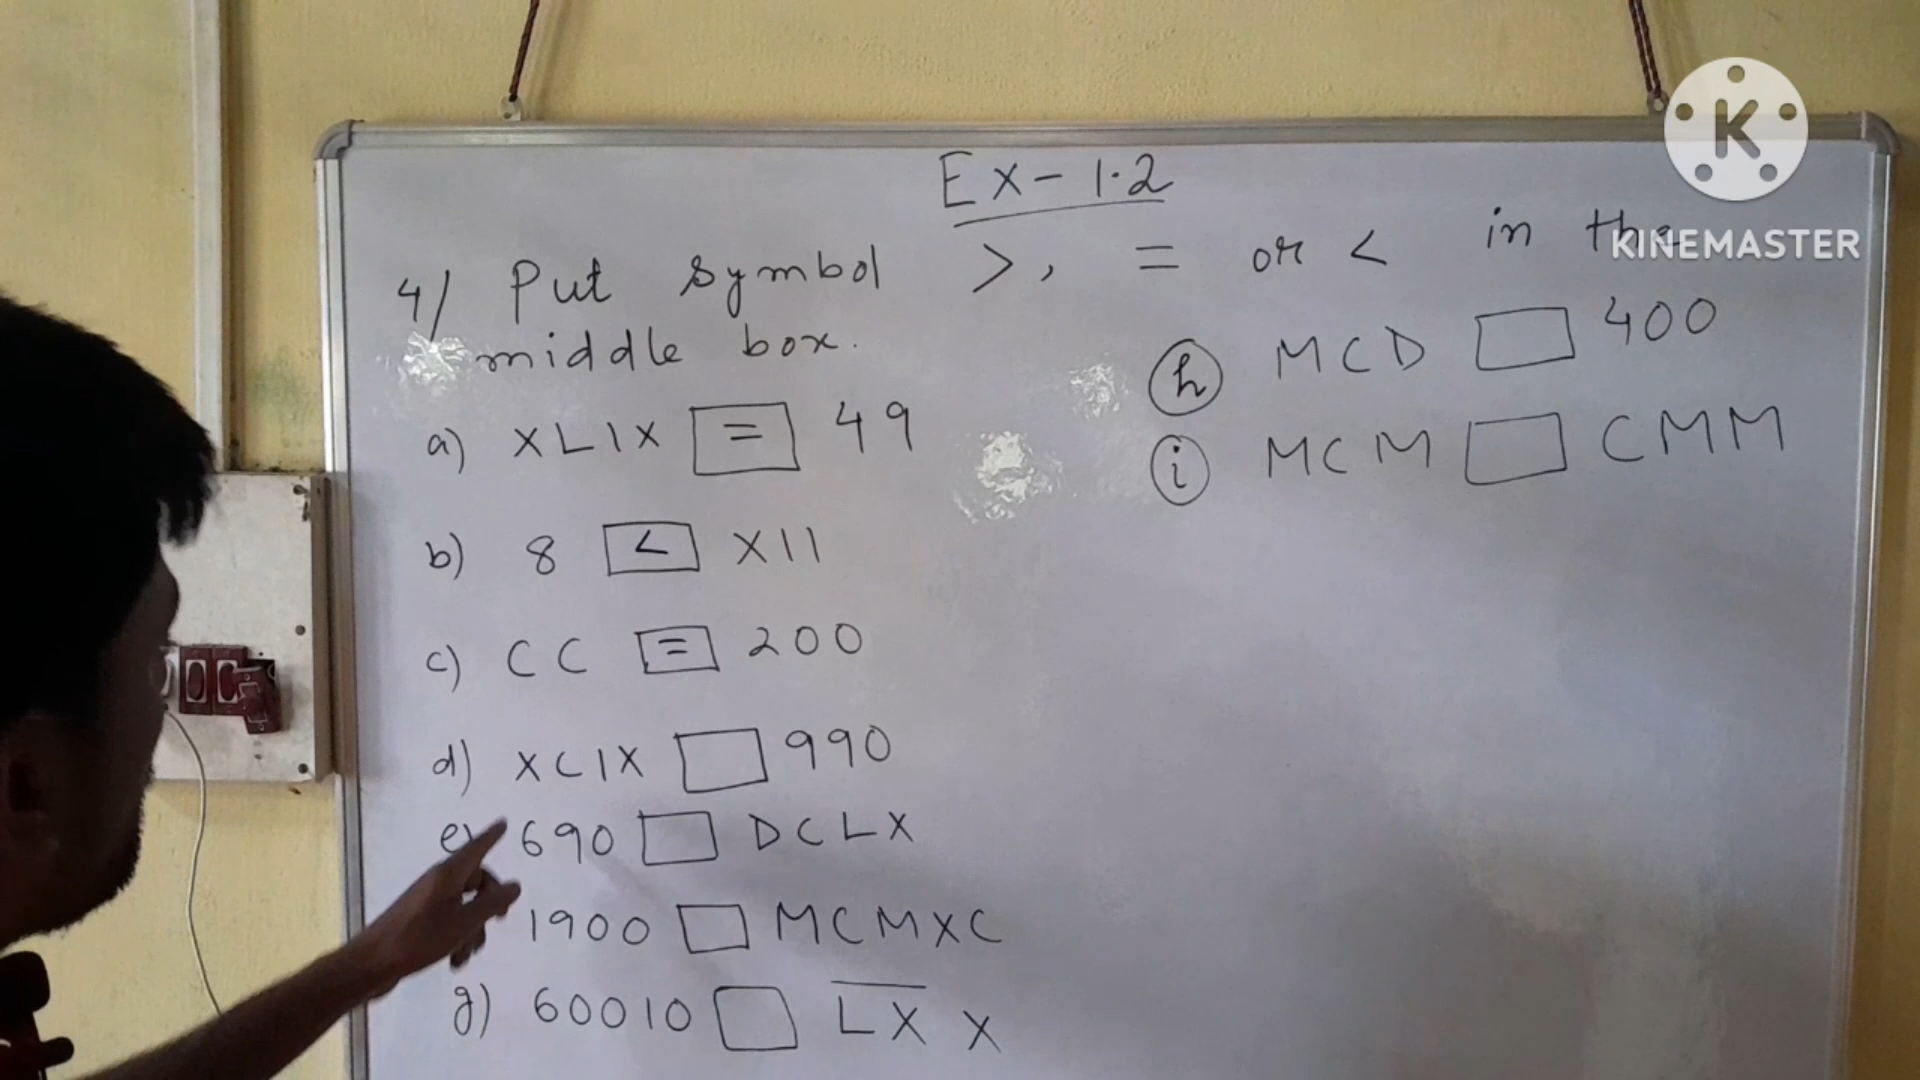 Ex-1.2
4/ Put symbol >, = or < in the
middle box.
a) XLIX = 49
b) 8 < XII
c) CC = 200
d) XCIX 990
e) 690 DCLX
1900 MCMXC
g) 60010 L̅X̅ X
h MCD 400
i MCM CMM
K
KINEMASTER